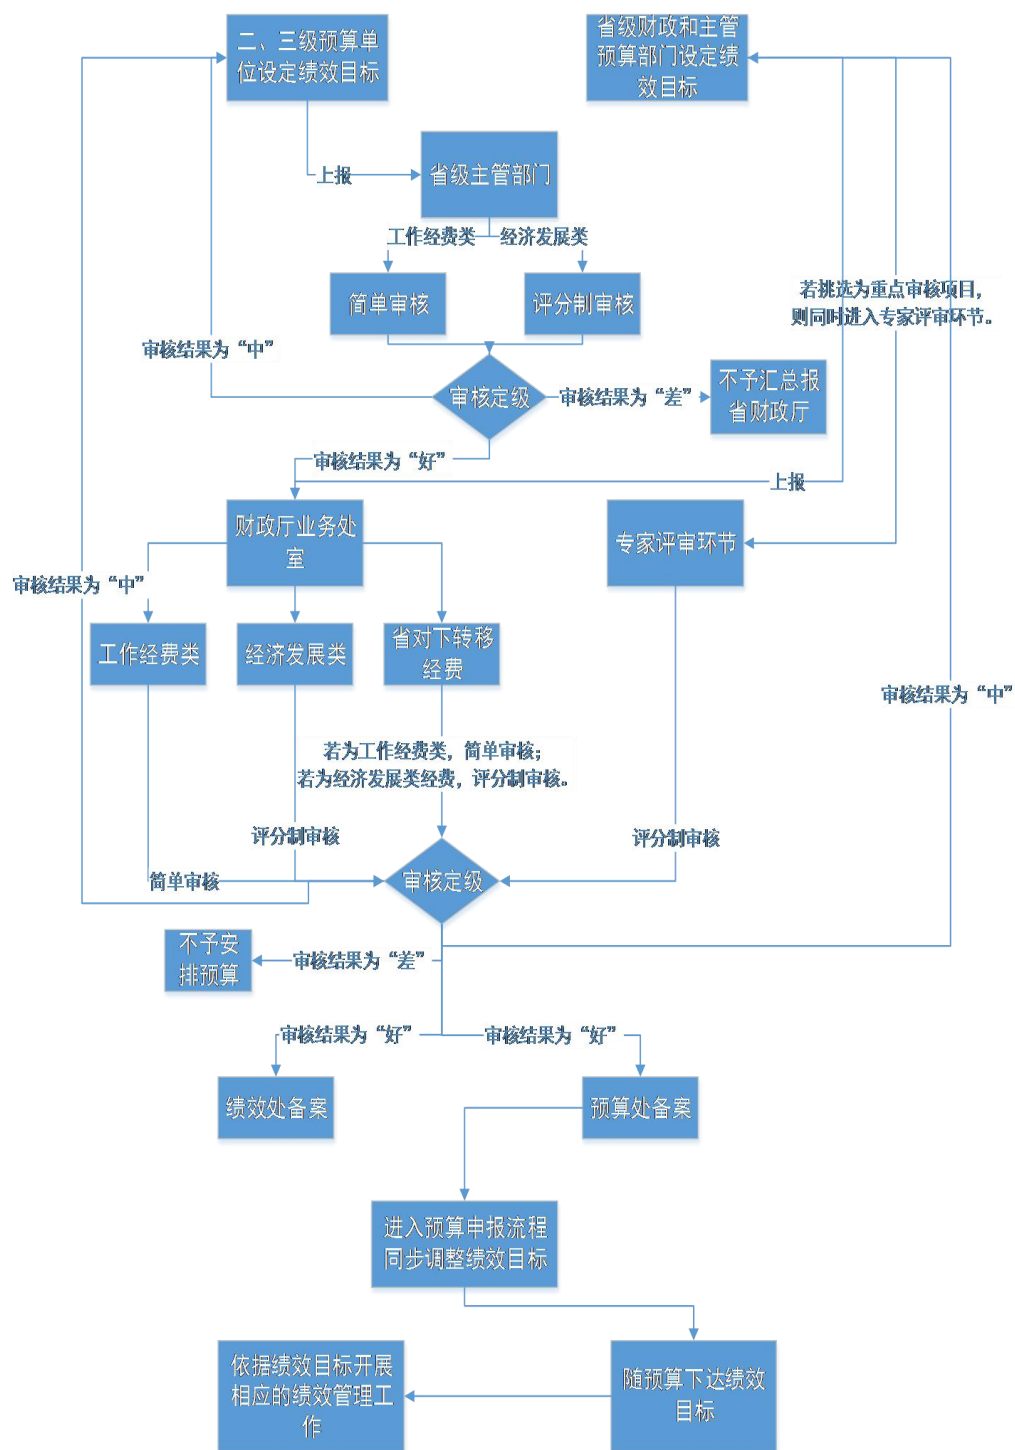 二、三级预算单
位设定绩效目标
省级财政和主管
预算部门设定绩
效目标
上报
省级主管部门
工作经费类
经济发展类
简单审核
评分制审核
若挑选为重点审核项目，
则同时进入专家评审环节。
审核结果为“中”
审核定级
审核结果为“差”
不予汇总报
省财政厅
审核结果为“好”
上报
财政厅业务处
室
专家评审环节
审核结果为“中”
工作经费类
经济发展类
省对下转移
经费
审核结果为“中”
若为工作经费类，简单审核；
若为经济发展类经费，评分制审核。
评分制审核
评分制审核
简单审核
审核定级
不予安
排预算
审核结果为“差”
审核结果为“好”
审核结果为“好”
绩效处备案
预算处备案
进入预算申报流程
同步调整绩效目标
依据绩效目标开展
相应的绩效管理工
作
随预算下达绩效
目标